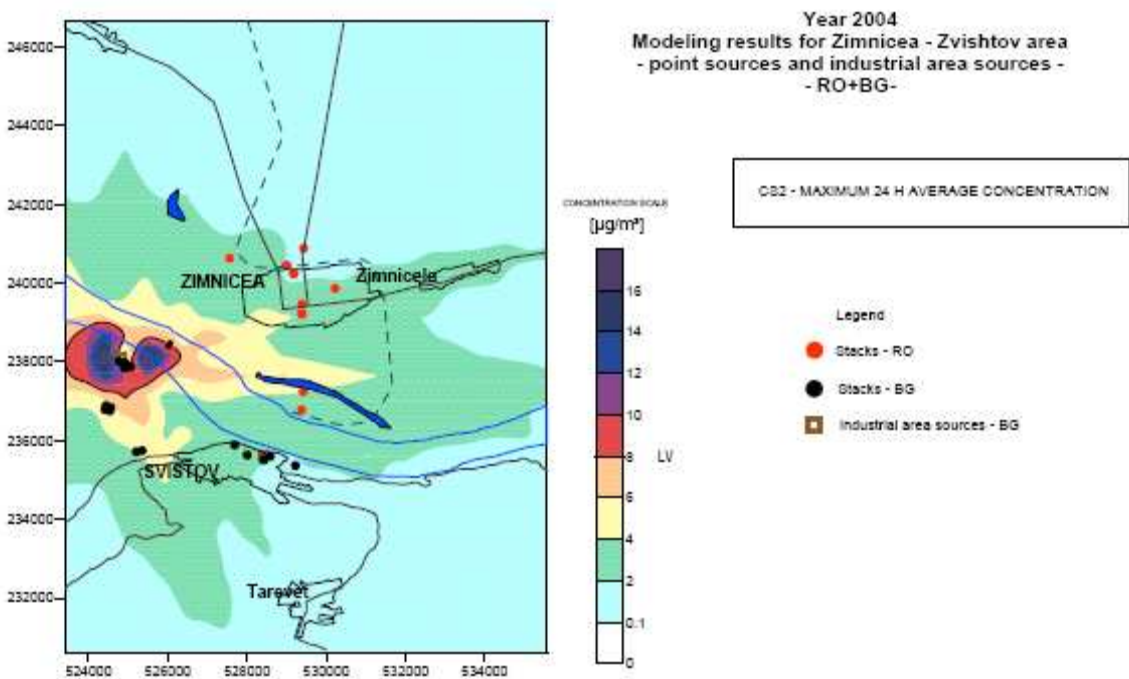 Year 2004
Modeling results for Zimnicea - Zvishtov area
- point sources and industrial area sources -
- RO+BG-
CS2 - MAXIMUM 24 H AVERAGE CONCENTRATION
CONCENTRATION SCALE
[µg/m³]
16
14
12
10
8
LV
6
4
2
0.1
0
Legend
Stacks - RO
Stacks - BG
Industrial area sources - BG
246000
244000
242000
240000
238000
236000
234000
232000
524000
526000
528000
530000
532000
534000
ZIMNICEA
Zimnicele
SVISTOV
Tarevet